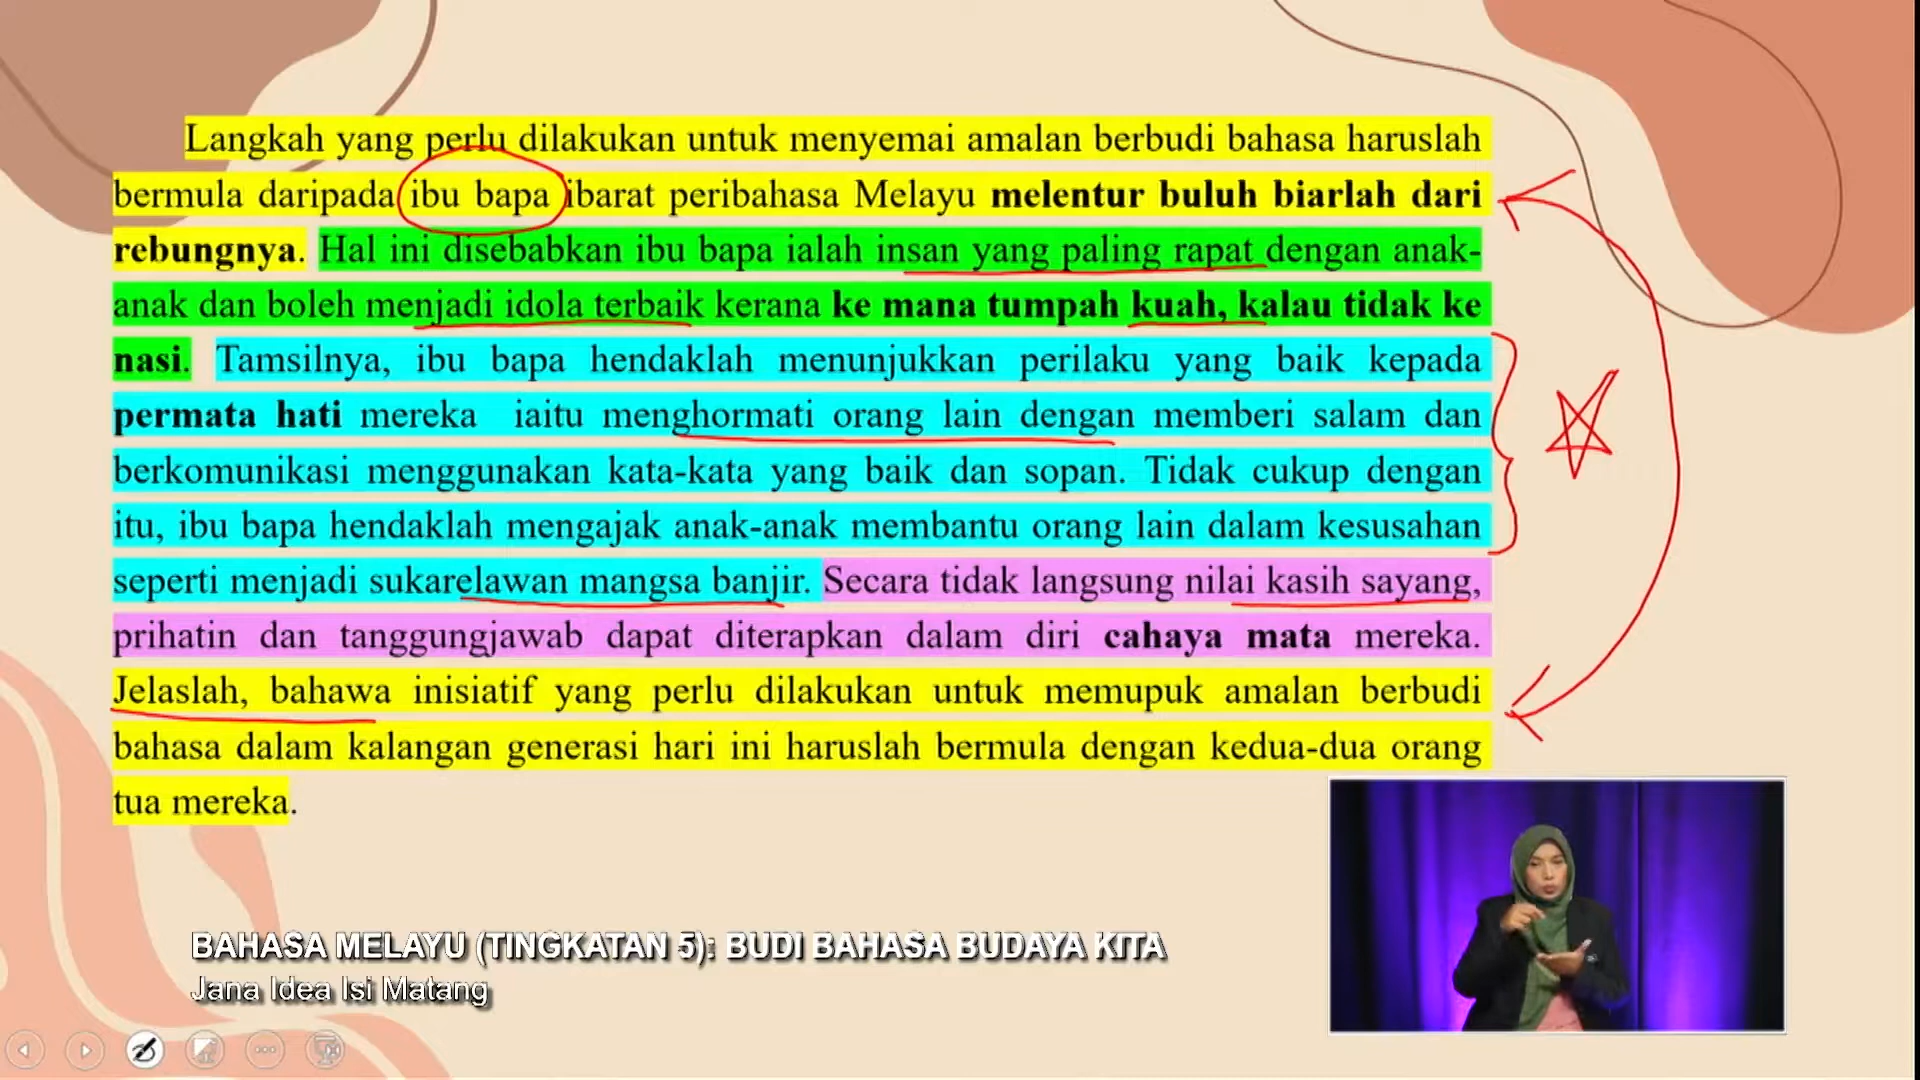 Langkah yang perlu dilakukan untuk menyemai amalan berbudi bahasa haruslah
bermula daripada ibu bapa ibarat peribahasa Melayu melentur buluh biarlah dari
rebungnya. Hal ini disebabkan ibu bapa ialah insan yang paling rapat dengan anak-
anak dan boleh menjadi idola terbaik kerana ke mana tumpah kuah, kalau tidak ke
nasi. Tamsilnya, ibu bapa hendaklah menunjukkan perilaku yang baik kepada
permata hati mereka iaitu menghormati orang lain dengan memberi salam dan
berkomunikasi menggunakan kata-kata yang baik dan sopan. Tidak cukup dengan
itu, ibu bapa hendaklah mengajak anak-anak membantu orang lain dalam kesusahan
seperti menjadi sukarelawan mangsa banjir. Secara tidak langsung nilai kasih sayang,
prihatin dan tanggungjawab dapat diterapkan dalam diri cahaya mata mereka.
Jelaslah, bahawa inisiatif yang perlu dilakukan untuk memupuk amalan berbudi
bahasa dalam kalangan generasi hari ini haruslah bermula dengan kedua-dua orang
tua mereka.
BAHASA MELAYU (TINGKATAN 5): BUDI BAHASA BUDAYA KITA
Jana Idea Isi Matang